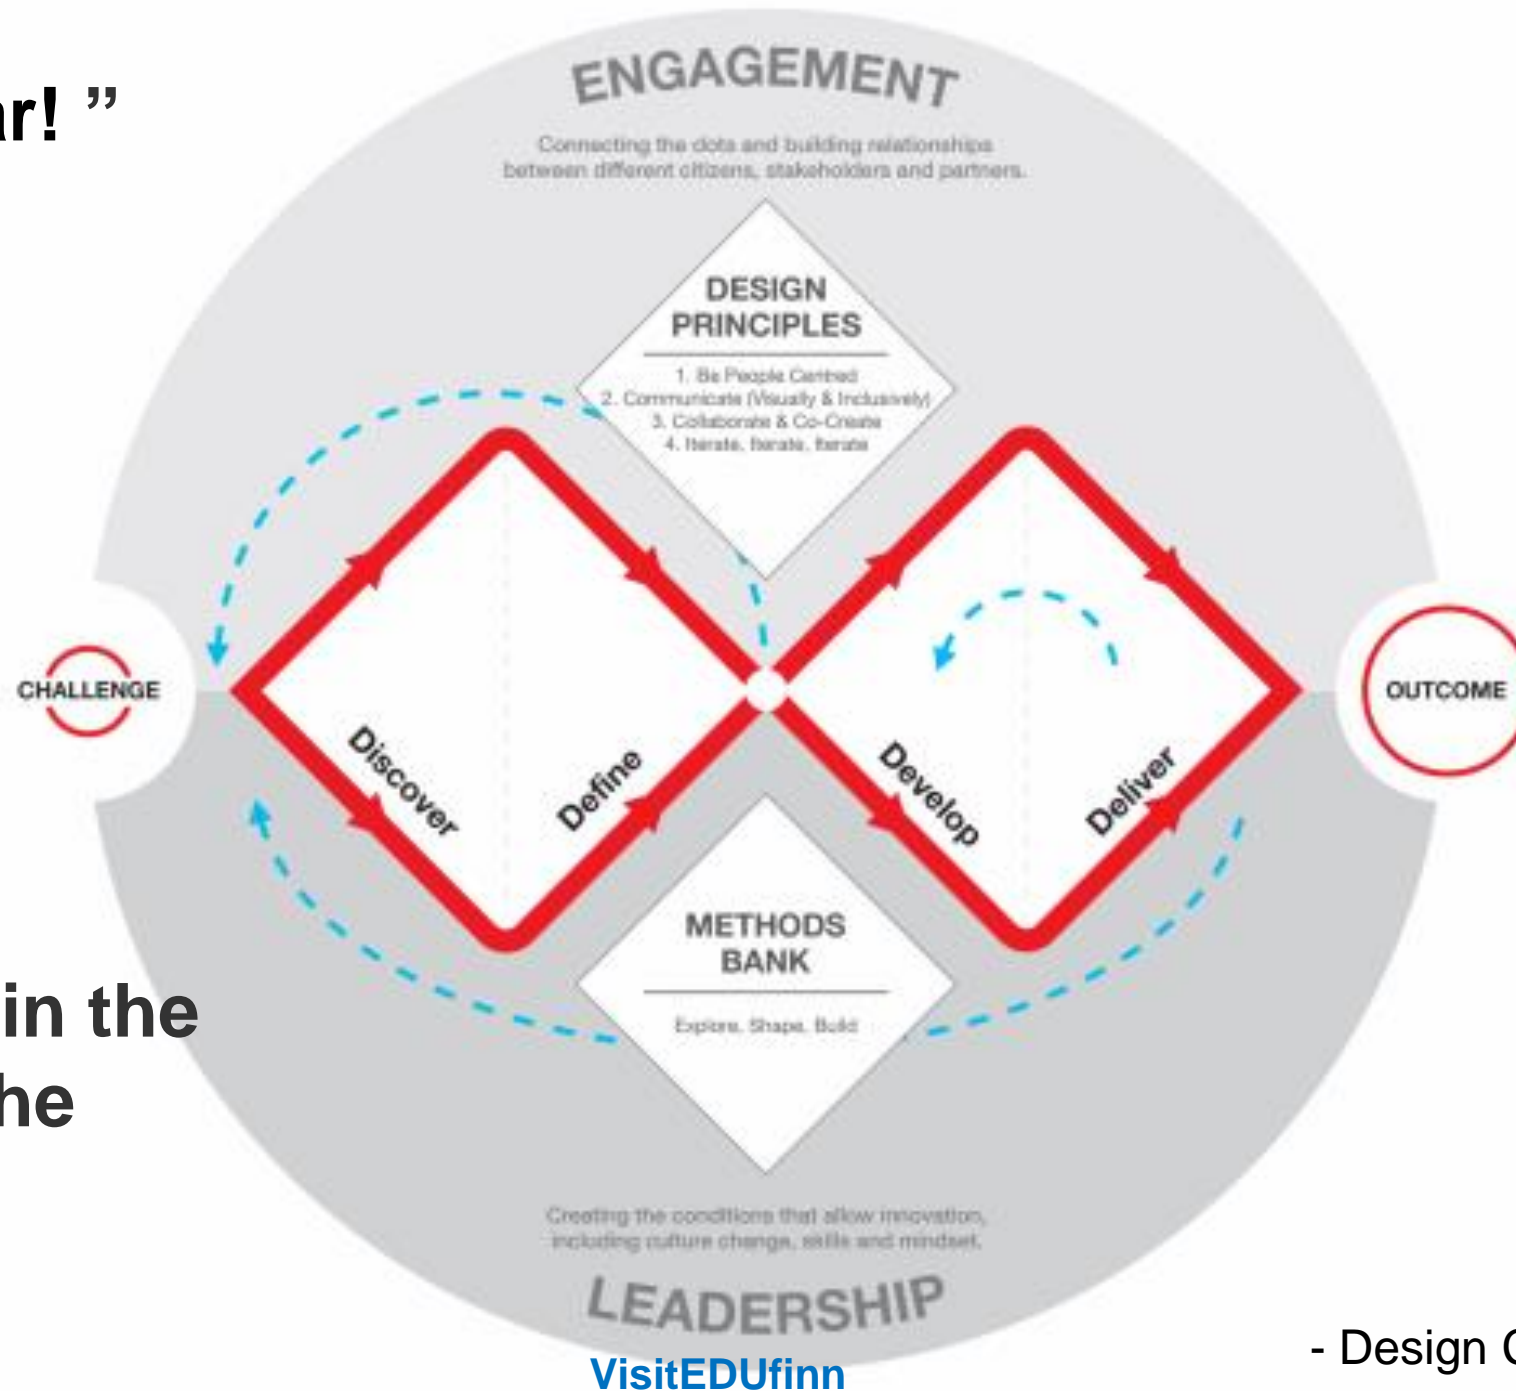 ar! ”
ENGAGEMENT
Connecting the dots and building relationships
between different citizens, stakeholders and partners.
DESIGN
PRINCIPLES
1. Be People Centred
2. Communicate (Visually & Inclusively)
3. Collaborate & Co-Create
4. Iterate, Iterate, Iterate
CHALLENGE
OUTCOME
Discover
Define
Develop
Deliver
METHODS
BANK
Explore, Shape, Build
in the
he
Creating the conditions that allow innovation,
including culture change, skills and mindset.
LEADERSHIP
- Design
VisitEDUfinn